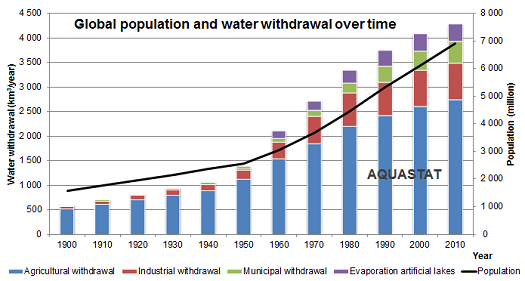 Global population and water withdrawal over time
Water withdrawal (km³/year)
4 500
4 000
3 500
3 000
2 500
2 000
1 500
1 000
500
0
8 000
7 000
6 000
5 000
4 000
3 000
2 000
1 000
0
Population (million)
AQUASTAT
1900 1910 1920 1930 1940 1950 1960 1970 1980 1990 2000 2010
Year
Agricultural withdrawal Industrial withdrawal Municipal withdrawal Evaporation artificial lakes Population